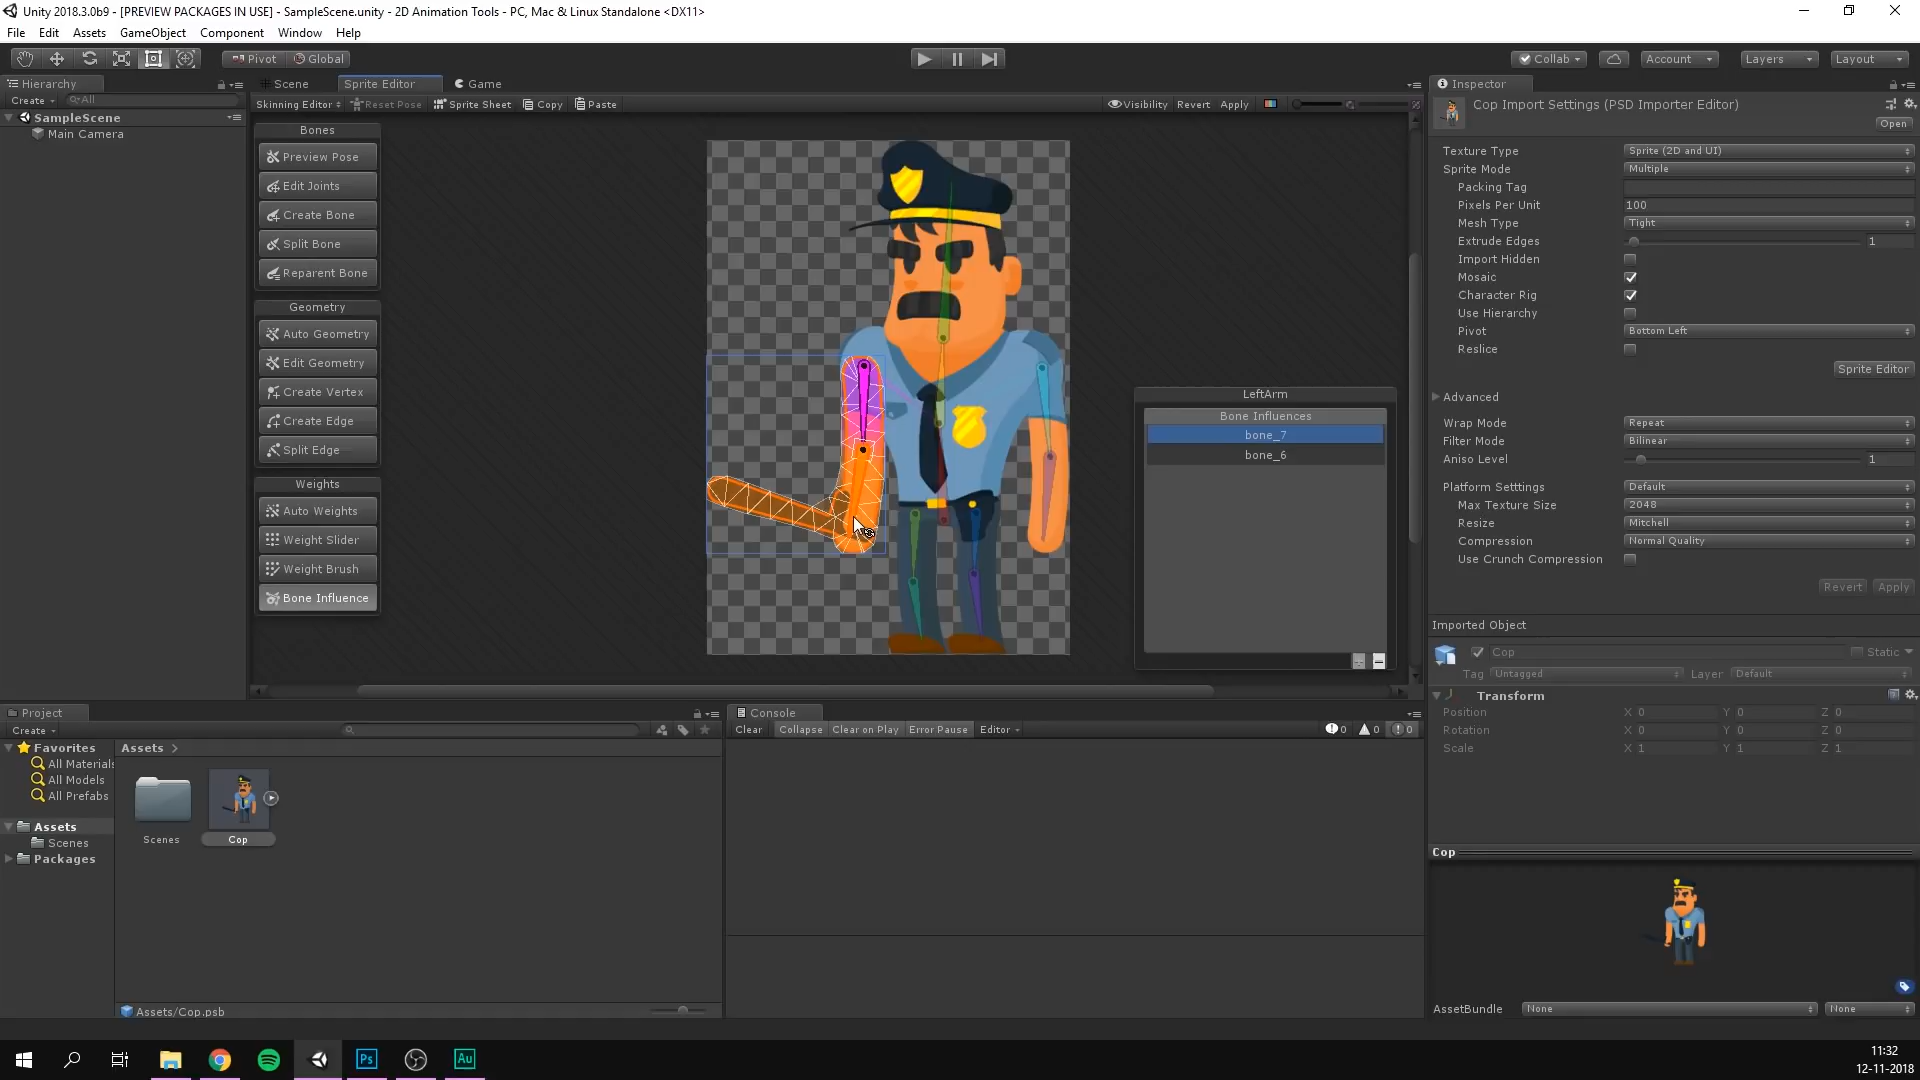 Unity 2018.3.0b9 - [PREVIEW PACKAGES IN USE] - SampleScene.unity - 2D Animation Tools - PC, Mac & Linux Standalone <DX11>
File Edit Assets GameObject Component Window Help
Pivot Global Collab Account Layers Layout
Hierarchy
Create All
SampleScene
Main Camera
Scene Sprite Editor Game
Skinning Editor Reset Pose Sprite Sheet Copy Paste Visibility Revert Apply
Bones
Preview Pose
Edit Joints
Create Bone
Split Bone
Reparent Bone
Geometry
Auto Geometry
Edit Geometry
Create Vertex
Create Edge
Split Edge
Weights
Auto Weights
Weight Slider
Weight Brush
Bone Influence
LeftArm
Bone Influences
bone_7
bone_6
Inspector
Cop Import Settings (PSD Importer Editor)
Open
Texture Type Sprite (2D and UI)
Sprite Mode Multiple
Packing Tag
Pixels Per Unit 100
Mesh Type Tight
Extrude Edges 1
Import Hidden
Mosaic
Character Rig
Use Hierarchy
Pivot Bottom Left
Reslice
Sprite Editor
Advanced
Wrap Mode Repeat
Filter Mode Bilinear
Aniso Level 1
Platform Setttings Default
Max Texture Size 2048
Resize Mitchell
Compression Normal Quality
Use Crunch Compression
Revert Apply
Imported Object
Cop Static
Tag Untagged Layer Default
Transform
Position X 0 Y 0 Z 0
Rotation X 0 Y 0 Z 0
Scale X 1 Y 1 Z 1
Cop
AssetBundle None None
Project
Create
Favorites
All Materials
All Models
All Prefabs
Assets
Scenes
Packages
Assets
Scenes
Cop
Assets/Cop.psb
Console
Clear Collapse Clear on Play Error Pause Editor 0 0 0
Ps
Au
11:32
12-11-2018